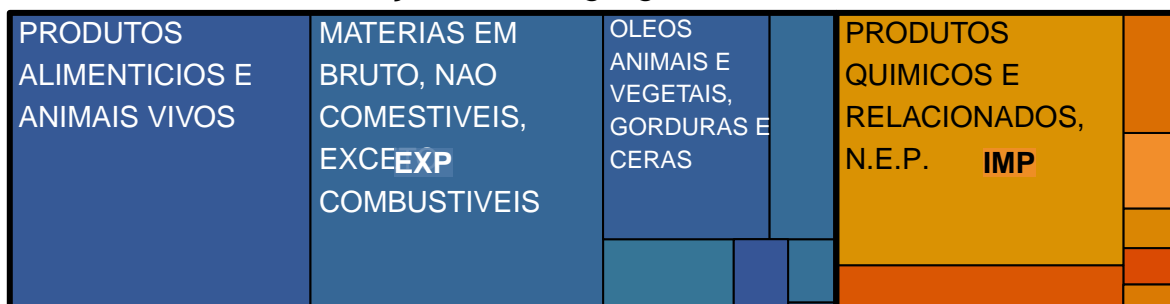 PRODUTOS
ALIMENTICIOS E
ANIMAIS VIVOS
MATERIAS EM
BRUTO, NAO
COMESTIVEIS,
EXCE
COMBUSTIVEIS
EXP
OLEOS
ANIMAIS E
VEGETAIS,
GORDURAS E
CERAS
PRODUTOS
QUIMICOS E
RELACIONADOS,
N.E.P.
IMP